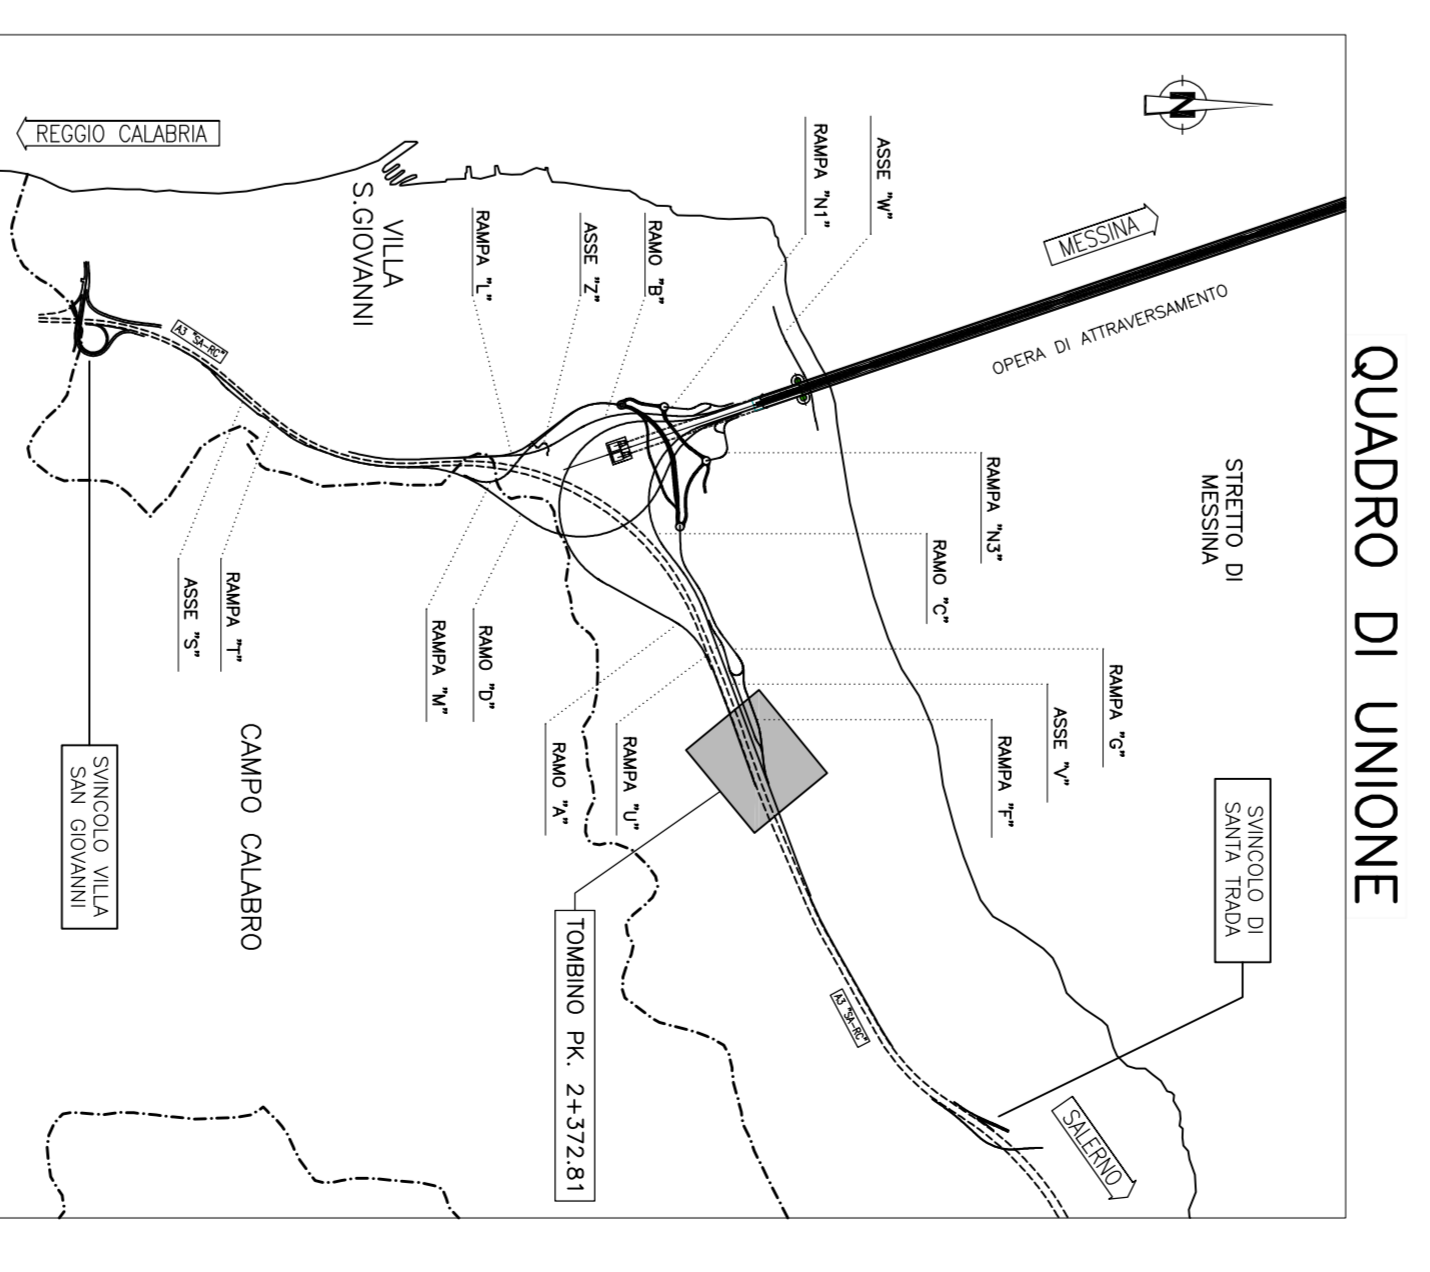 QUADRO DI UNIONE
N
REGGIO CALABRIA
MESSINA
OPERA DI ATTRAVERSAMENTO
STRETTO DI
MESSINA
VILLA
S.GIOVANNI
RAMPA "L"
ASSE "Z"
RAMO "B"
RAMPA "N1"
ASSE "W"
A3 "SA-RC"
RAMPA "N3"
RAMO "C"
RAMPA "G"
ASSE "V"
RAMPA "F"
RAMPA "T"
ASSE "S"
RAMPA "M"
RAMO "D"
RAMO "A"
RAMPA "U"
CAMPO CALABRO
SVINCOLO VILLA
SAN GIOVANNI
SVINCOLO DI
SANTA TRADA
TOMBINO PK. 2+372.81
A3 "SA-RC"
SALERNO